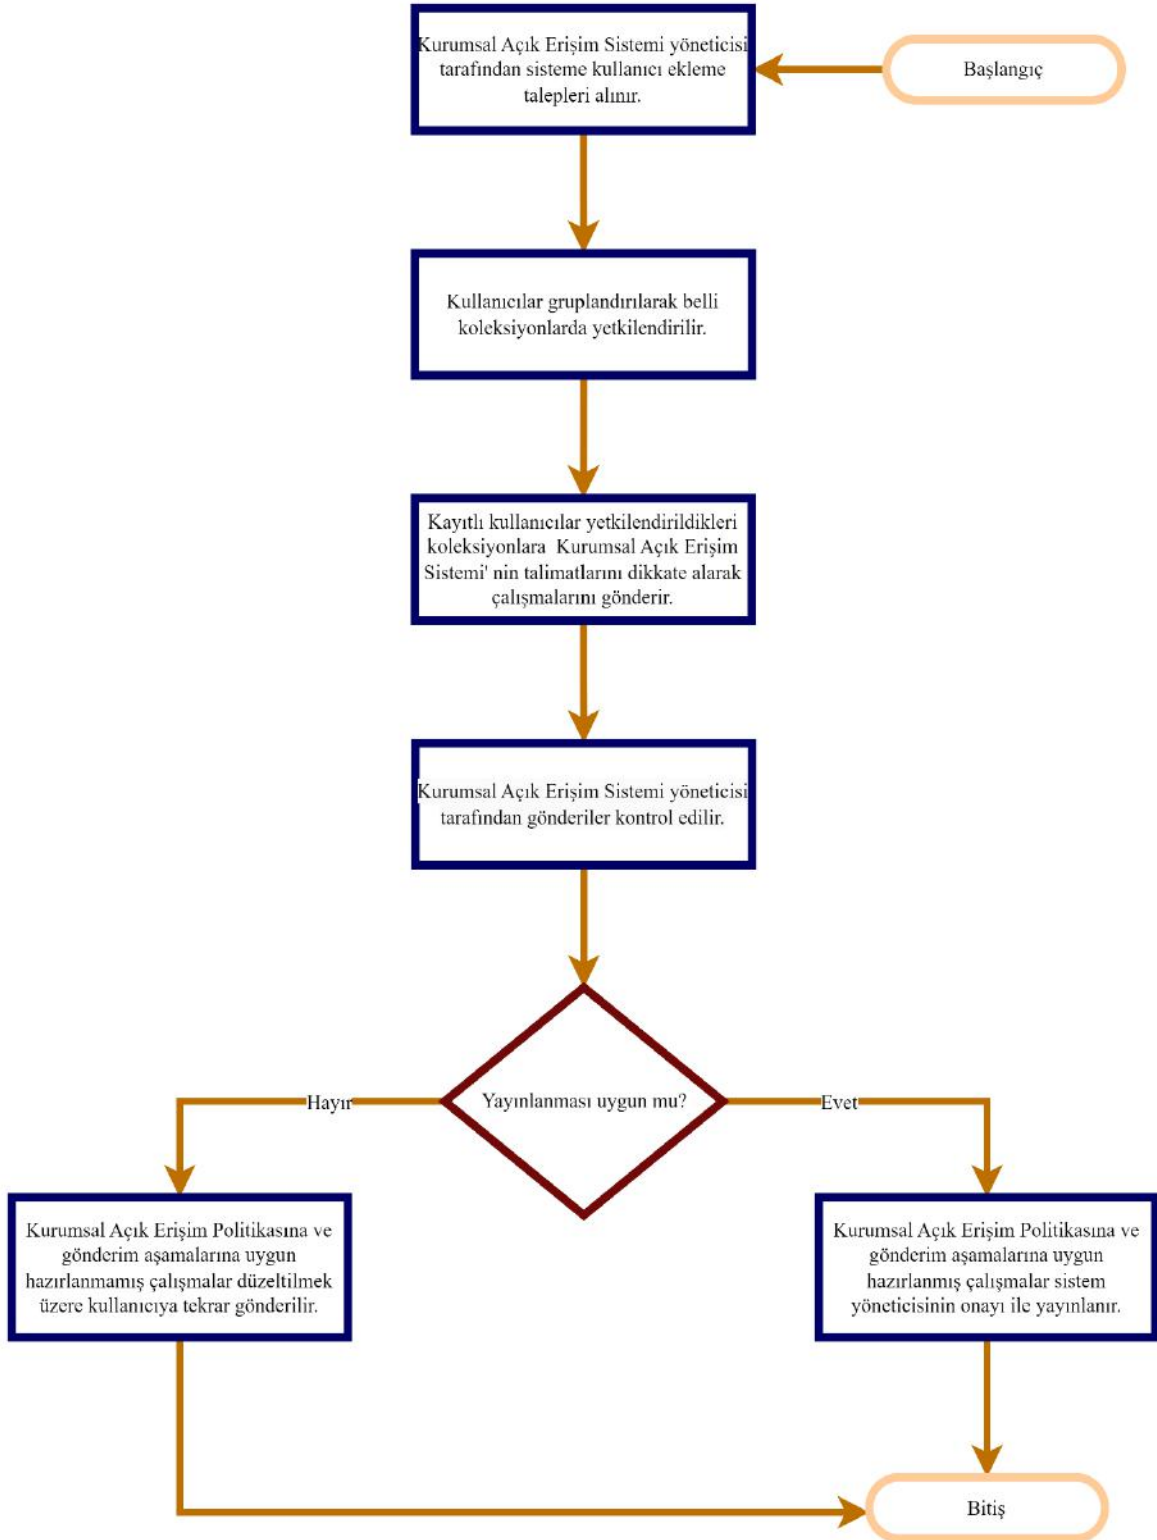 Başlangıç
Kurumsal Açık Erişim Sistemi yöneticisi
tarafından sisteme kullanıcı ekleme
talepleri alınır.
Kullanıcılar gruplandırılarak belli
koleksiyonlarda yetkilendirilir.
Kayıtlı kullanıcılar yetkilendirildikleri
koleksiyonlara Kurumsal Açık Erişim
Sistemi' nin talimatlarını dikkate alarak
çalışmalarını gönderir.
Kurumsal Açık Erişim Sistemi yöneticisi
tarafından gönderiler kontrol edilir.
Yayınlanması uygun mu?
Hayır
Evet
Kurumsal Açık Erişim Politikasına ve
gönderim aşamalarına uygun
hazırlanmamış çalışmalar düzeltilmek
üzere kullanıcıya tekrar gönderilir.
Kurumsal Açık Erişim Politikasına ve
gönderim aşamalarına uygun
hazırlanmış çalışmalar sistem
yöneticisinin onayı ile yayınlanır.
Bitiş